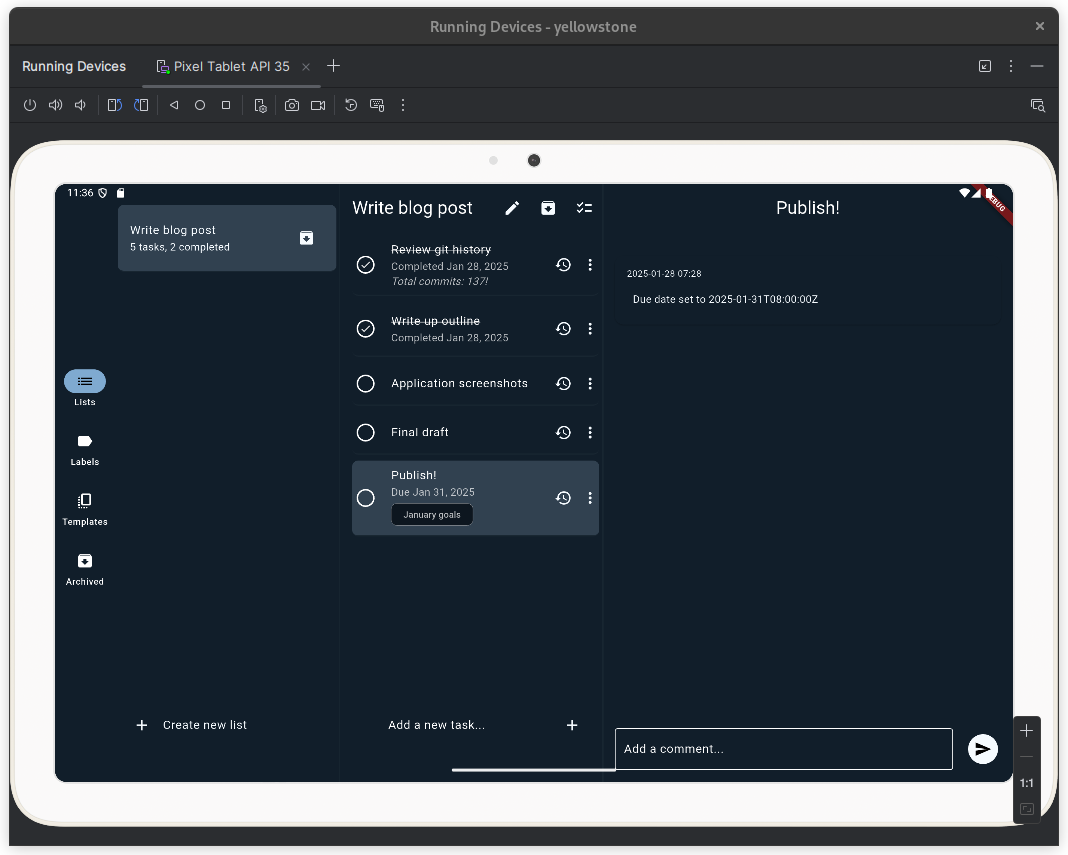 Running Devices - yellowstone
Running Devices
Pixel Tablet API 35
11:36
Lists
Labels
Templates
Archived
Write blog post
5 tasks, 2 completed
Create new list
Write blog post
Review git history
Completed Jan 28, 2025
Total commits: 137!
Write up outline
Completed Jan 28, 2025
Application screenshots
Final draft
Publish!
Due Jan 31, 2025
January goals
Add a new task...
Publish!
2025-01-28 07:28
Due date set to 2025-01-31T08:00:00Z
Add a comment...
1:1